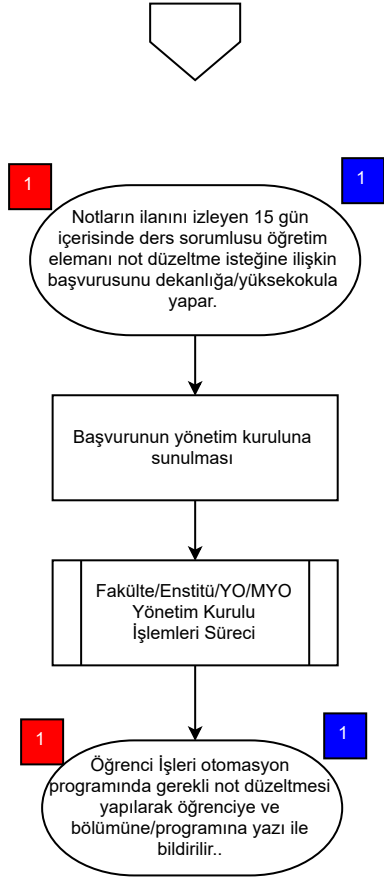 1
1
Notların ilanını izleyen 15 gün
içerisinde ders sorumlusu öğretim
elemanı not düzeltme isteğine ilişkin
başvurusunu dekanlığa/yüksekokula
yapar.
Başvurunun yönetim kuruluna
sunulması
Fakülte/Enstitü/YO/MYO
Yönetim Kurulu
İşlemleri Süreci
1
1
Öğrenci İşleri otomasyon
programında gerekli not düzeltmesi
yapılarak öğrenciye ve
bölümüne/programına yazı ile
bildirilir..